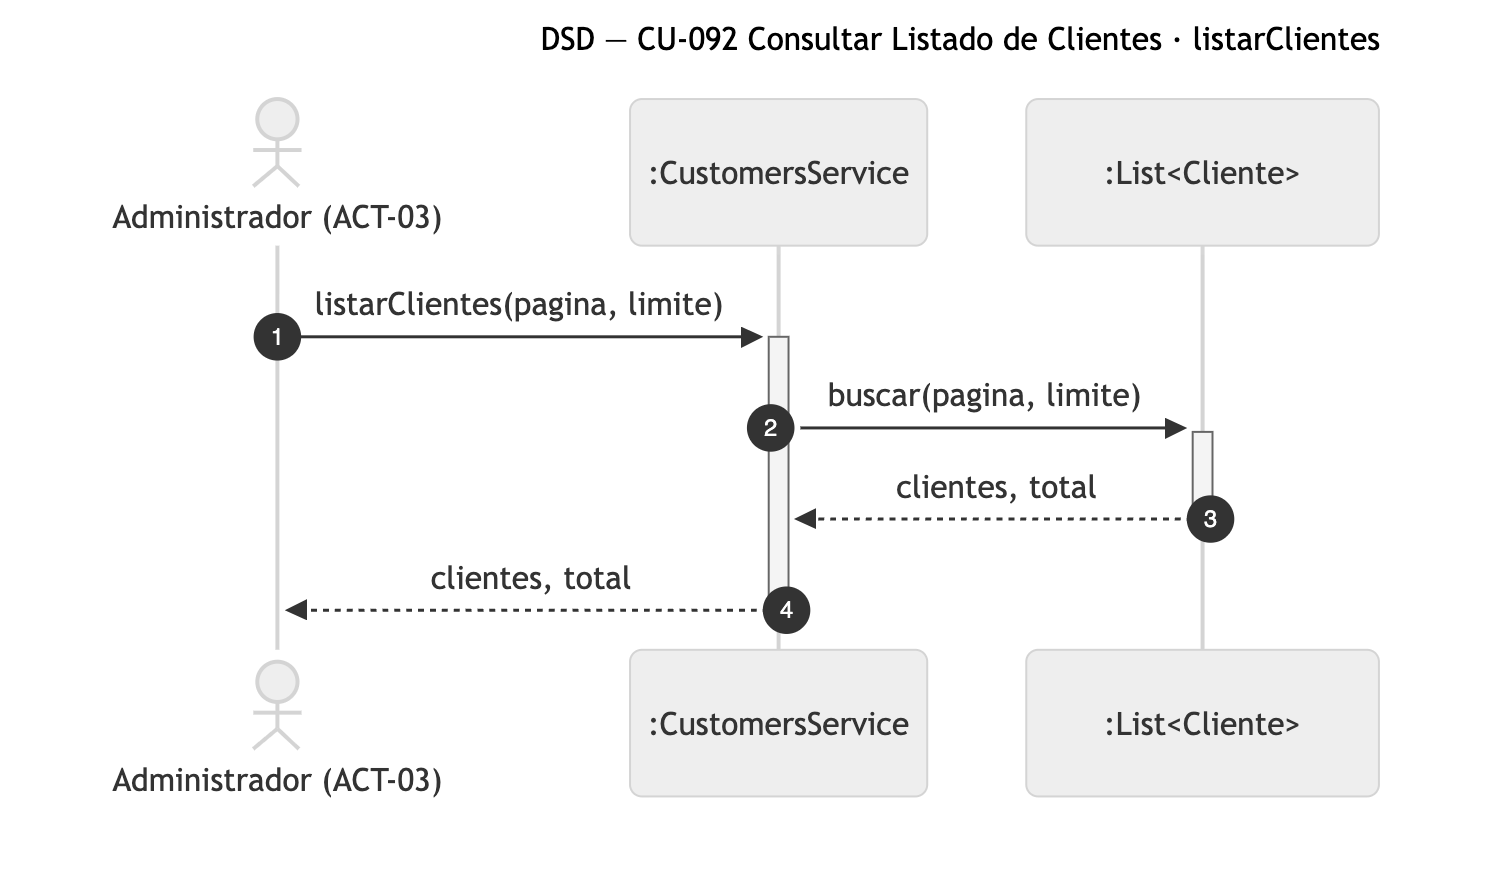 DSD — CU-092 Consultar Listado de Clientes · listarClientes
Administrador (ACT-03)
:CustomersService
:List<Cliente>
listarClientes(pagina, limite)
1
buscar(pagina, limite)
2
clientes, total
3
clientes, total
4
Administrador (ACT-03)
:CustomersService
:List<Cliente>